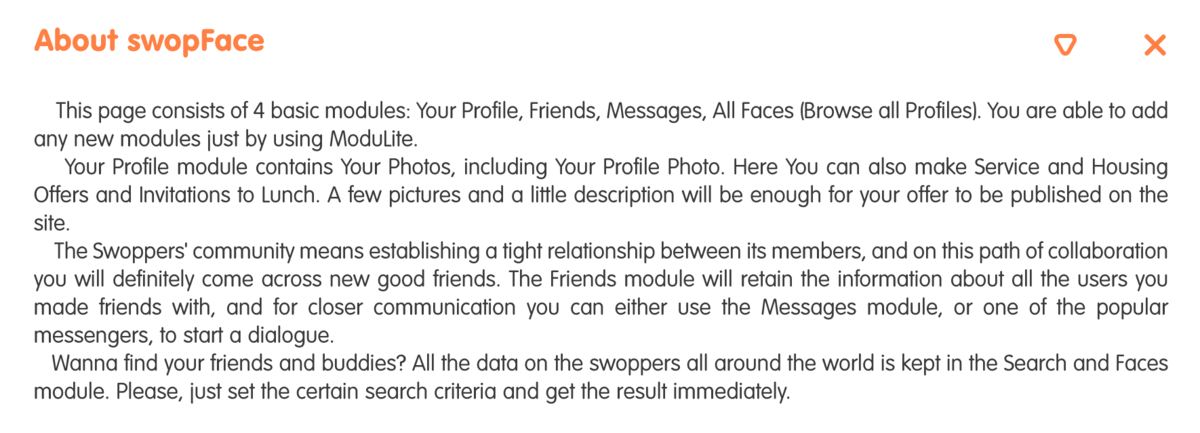 About swopFace
This page consists of 4 basic modules: Your Profile, Friends, Messages, All Faces (Browse all Profiles). You are able to add
any new modules just by using ModuLite.
Your Profile module contains Your Photos, including Your Profile Photo. Here You can also make Service and Housing
Offers and Invitations to Lunch. A few pictures and a little description will be enough for your offer to be published on the
site.
The Swoppers' community means establishing a tight relationship between its members, and on this path of collaboration
you will definitely come across new good friends. The Friends module will retain the information about all the users you
made friends with, and for closer communication you can either use the Messages module, or one of the popular
messengers, to start a dialogue.
Wanna find your friends and buddies? All the data on the swoppers all around the world is kept in the Search and Faces
module. Please, just set the certain search criteria and get the result immediately.